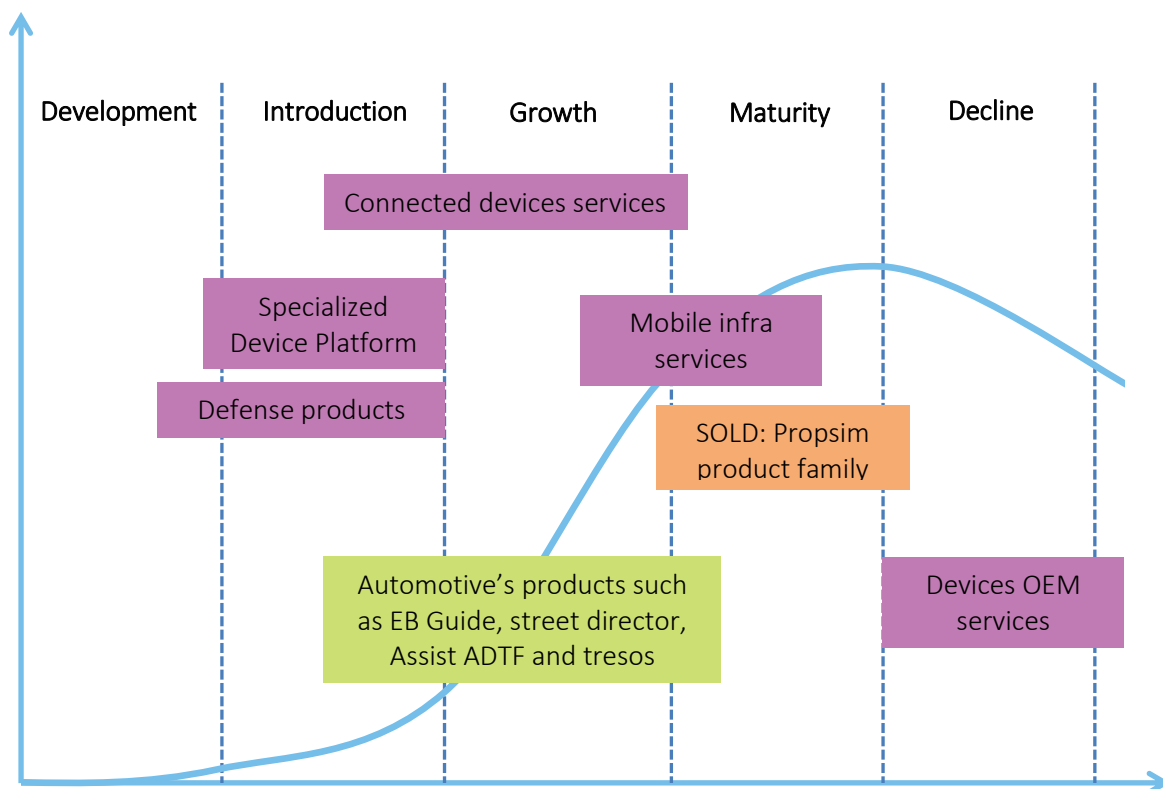 Development
Introduction
Growth
Maturity
Decline
Connected devices services
Specialized
Device Platform
Mobile infra
services
Defense products
SOLD: Propsim
product family
Automotive’s products such
as EB Guide, street director,
Assist ADTF and tresos
Devices OEM
services